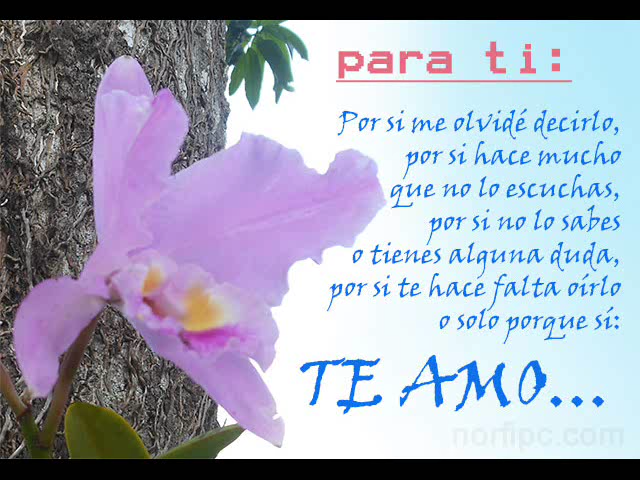 para ti:
Por si me olvidé decirlo,
por si hace mucho
que no lo escuchas,
por si no lo sabes
o tienes alguna duda,
por si te hace falta oírlo
o solo porque sí:
TE AMO...
norfipc.com